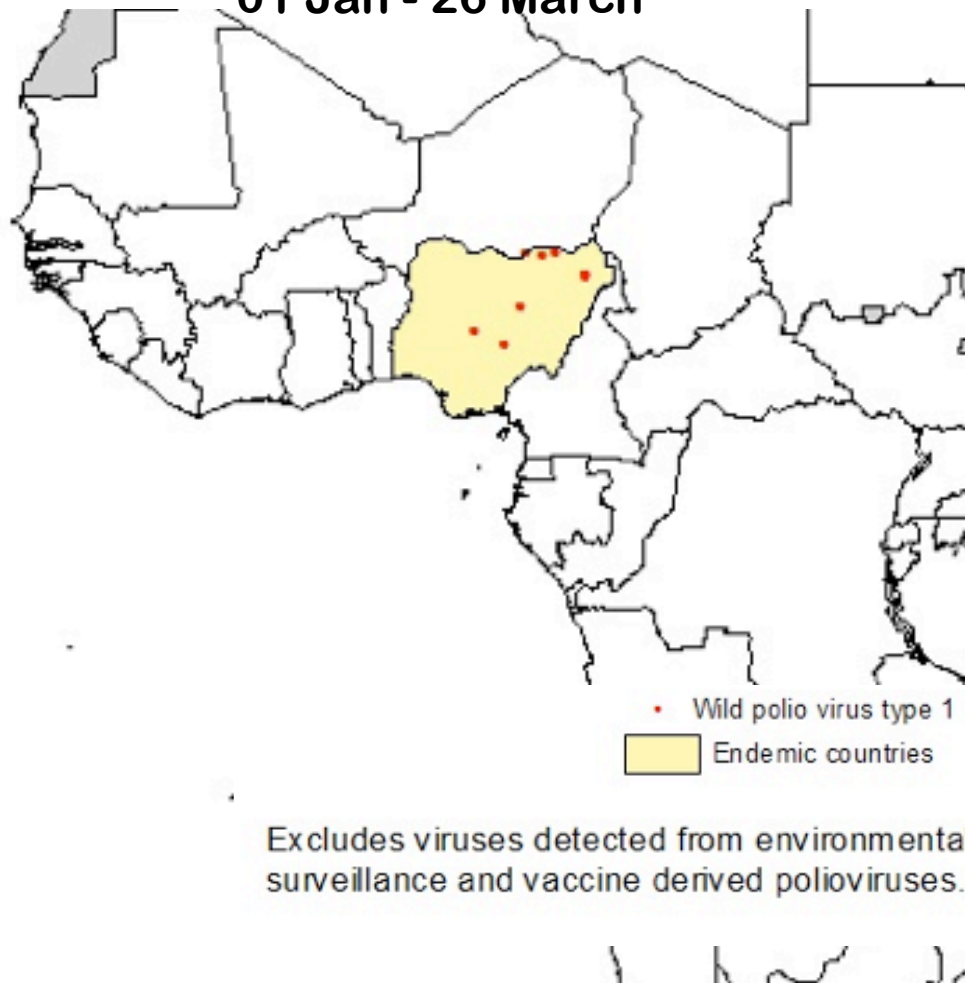 01 Jan - 26 March
Wild polio virus type 1
Endemic countries
Excludes viruses detected from environmenta
surveillance and vaccine derived polioviruses.